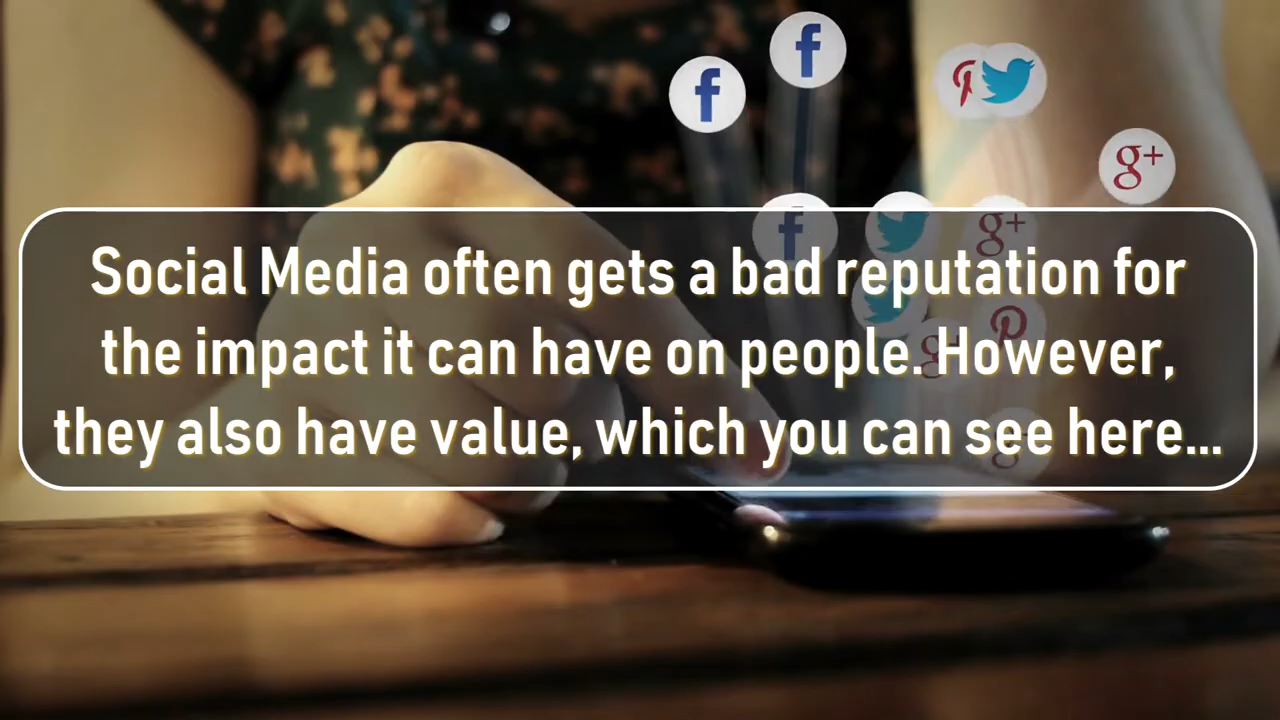 f
f
g+
f
g+
Social Media often gets a bad reputation for
the impact it can have on people. However,
they also have value, which you can see here...